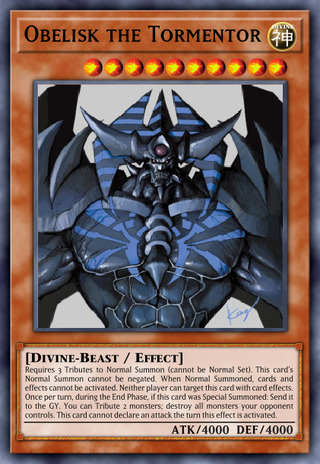 OBELISK THE TORMENTOR
DIVINE
神
[DIVINE-BEAST / EFFECT]
Requires 3 Tributes to Normal Summon (cannot be Normal Set). This card's
Normal Summon cannot be negated. When Normal Summoned, cards and
effects cannot be activated. Neither player can target this card with card effects.
Once per turn, during the End Phase, if this card was Special Summoned: Send it
to the GY. You can Tribute 2 monsters; destroy all monsters your opponent
controls. This card cannot declare an attack the turn this effect is activated.
ATK/4000 DEF/4000